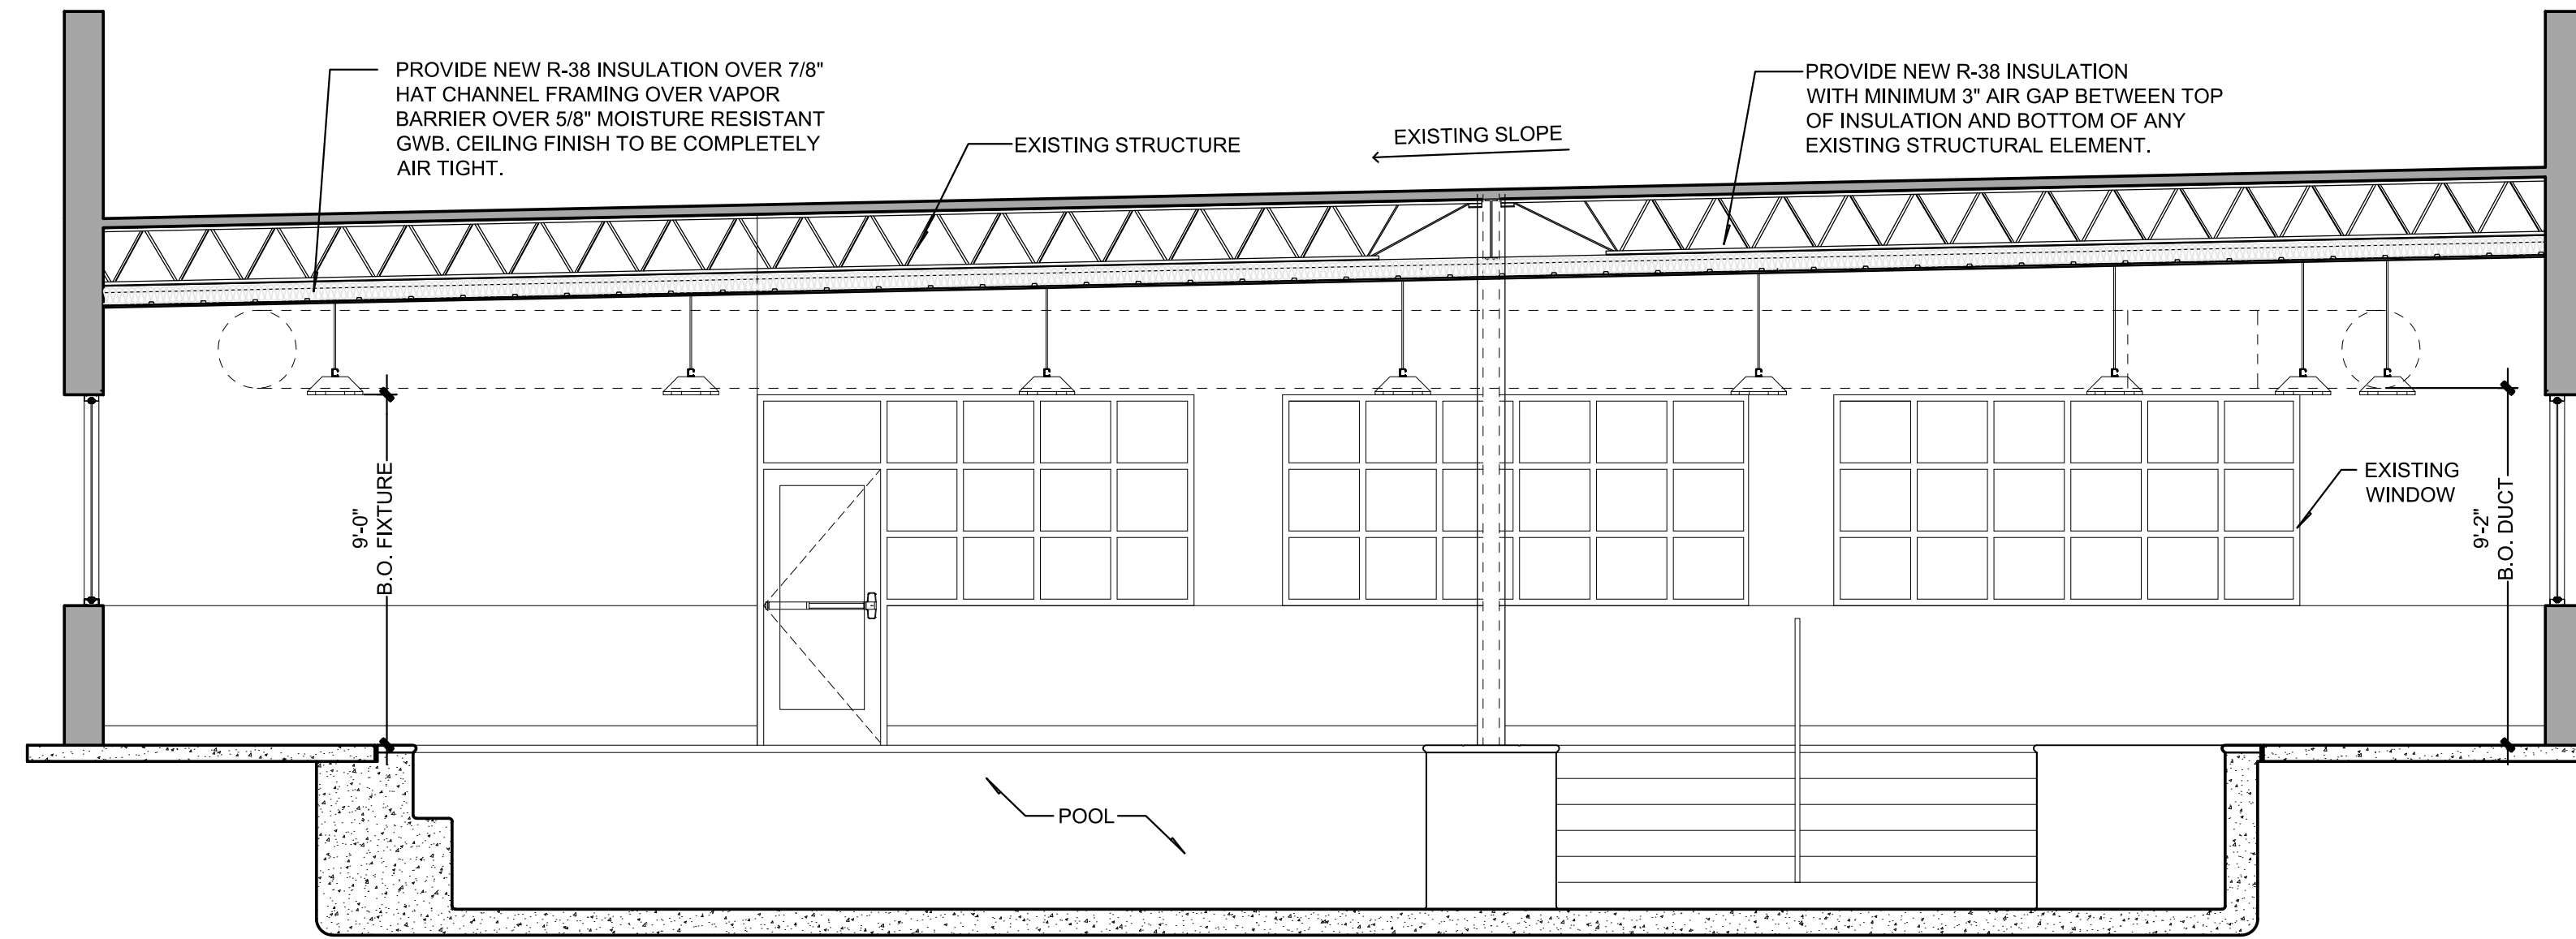 PROVIDE NEW R-38 INSULATION OVER 7/8"
HAT CHANNEL FRAMING OVER VAPOR
BARRIER OVER 5/8" MOISTURE RESISTANT
GWB. CEILING FINISH TO BE COMPLETELY
AIR TIGHT.
EXISTING STRUCTURE
EXISTING SLOPE
PROVIDE NEW R-38 INSULATION
WITH MINIMUM 3" AIR GAP BETWEEN TOP
OF INSULATION AND BOTTOM OF ANY
EXISTING STRUCTURAL ELEMENT.
9'-0"
B.O. FIXTURE
EXISTING
WINDOW
9'-2"
B.O. DUCT
POOL